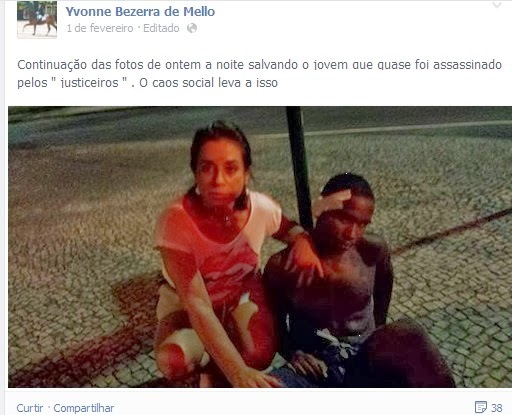 Yvonne Bezerra de Mello
1 de fevereiro · Editado
Continuação das fotos de ontem a noite salvando o jovem que quase foi assassinado
pelos " justiceiros " . O caos social leva a isso
Curtir · Compartilhar
38